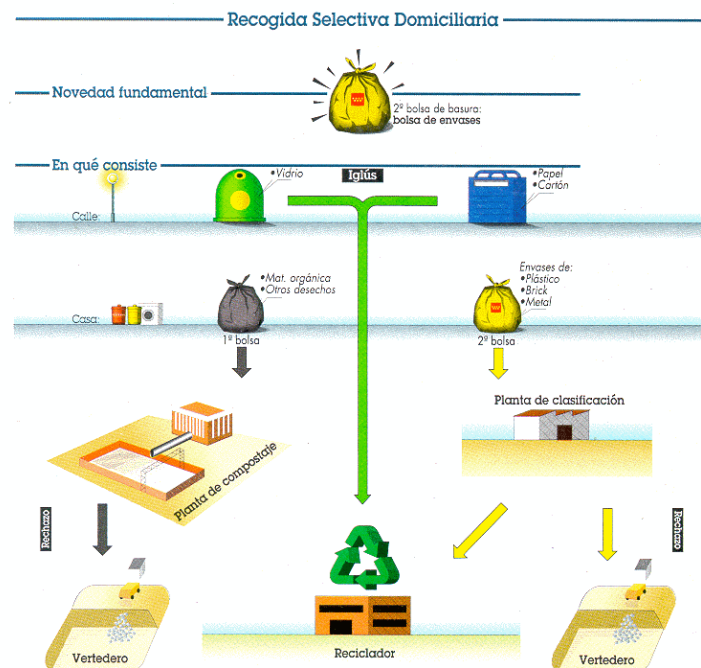 Recogida Selectiva Domiciliaria
Novedad fundamental
2ª bolsa de basura:
bolsa de envases
En qué consiste
Iglús
•Vidrio
•Papel
•Cartón
Calle:
•Mat. orgánica
•Otros desechos
Envases de:
•Plástico
•Brick
•Metal
Casa:
1ª bolsa
2ª bolsa
Planta de clasificación
Planta de compostaje
Rechazo
Rechazo
Vertedero
Reciclador
Vertedero